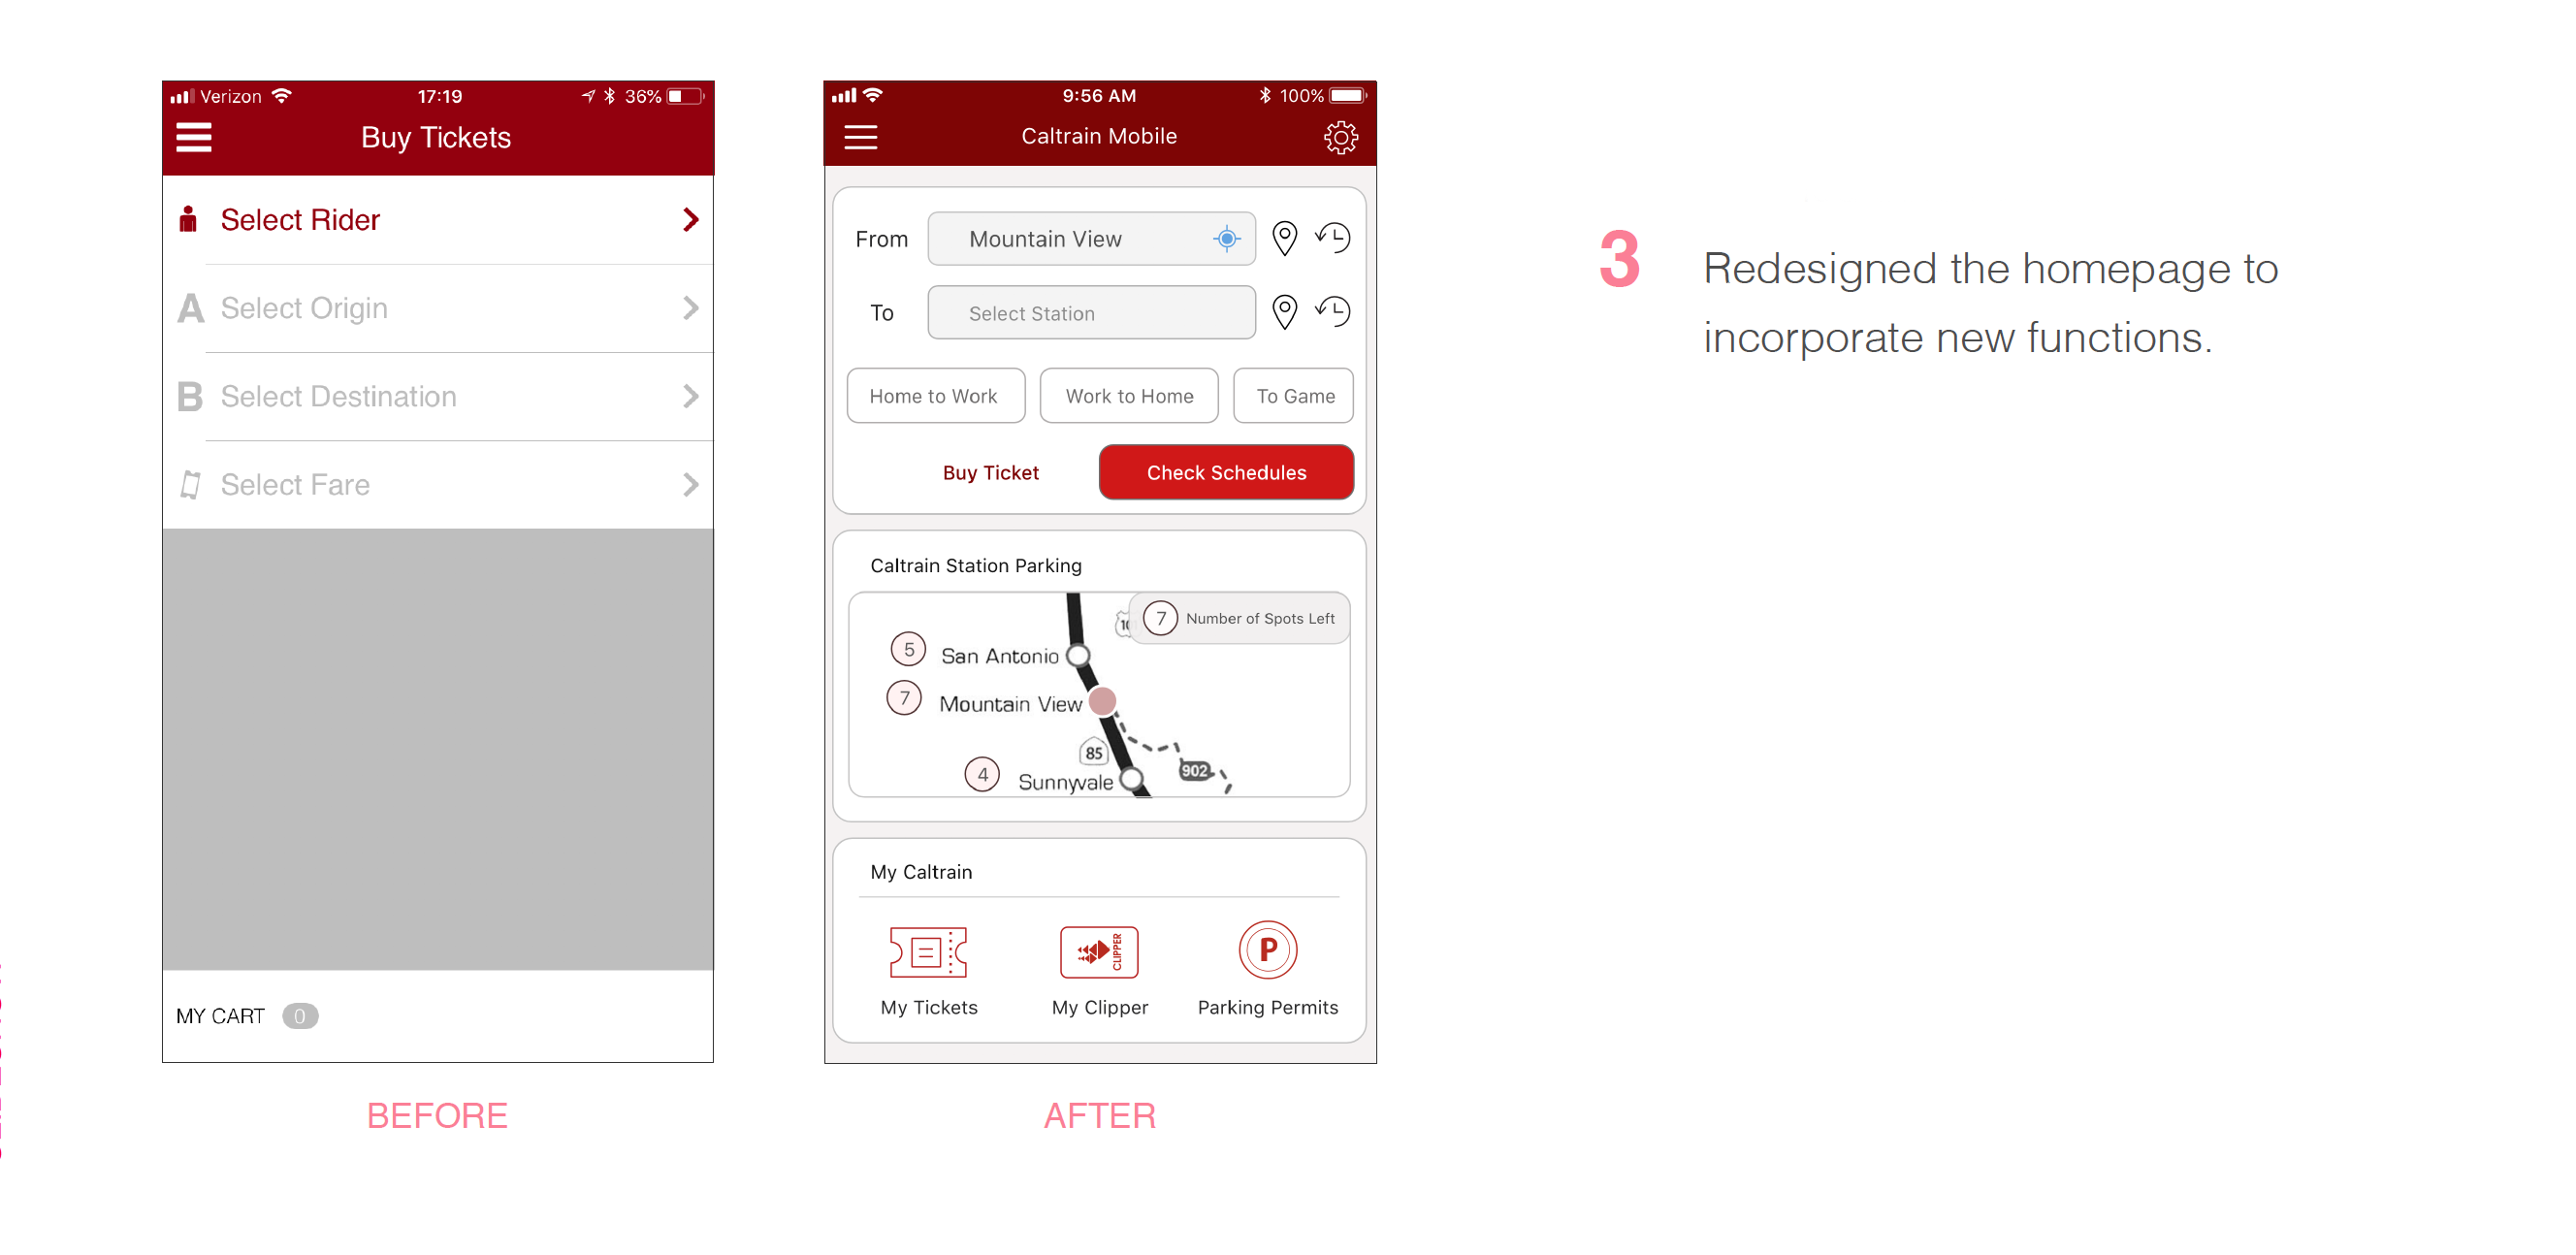 Verizon 17:19 36%
Buy Tickets
Select Rider
A Select Origin
B Select Destination
Select Fare
MY CART 0
BEFORE
9:56 AM 100%
Caltrain Mobile
From Mountain View
To Select Station
Home to Work Work to Home To Game
Buy Ticket Check Schedules
Caltrain Station Parking
7 Number of Spots Left
5 San Antonio
7 Mountain View
85
902
4 Sunnyvale
My Caltrain
CLIPPER
P
My Tickets My Clipper Parking Permits
AFTER
3 Redesigned the homepage to
incorporate new functions.